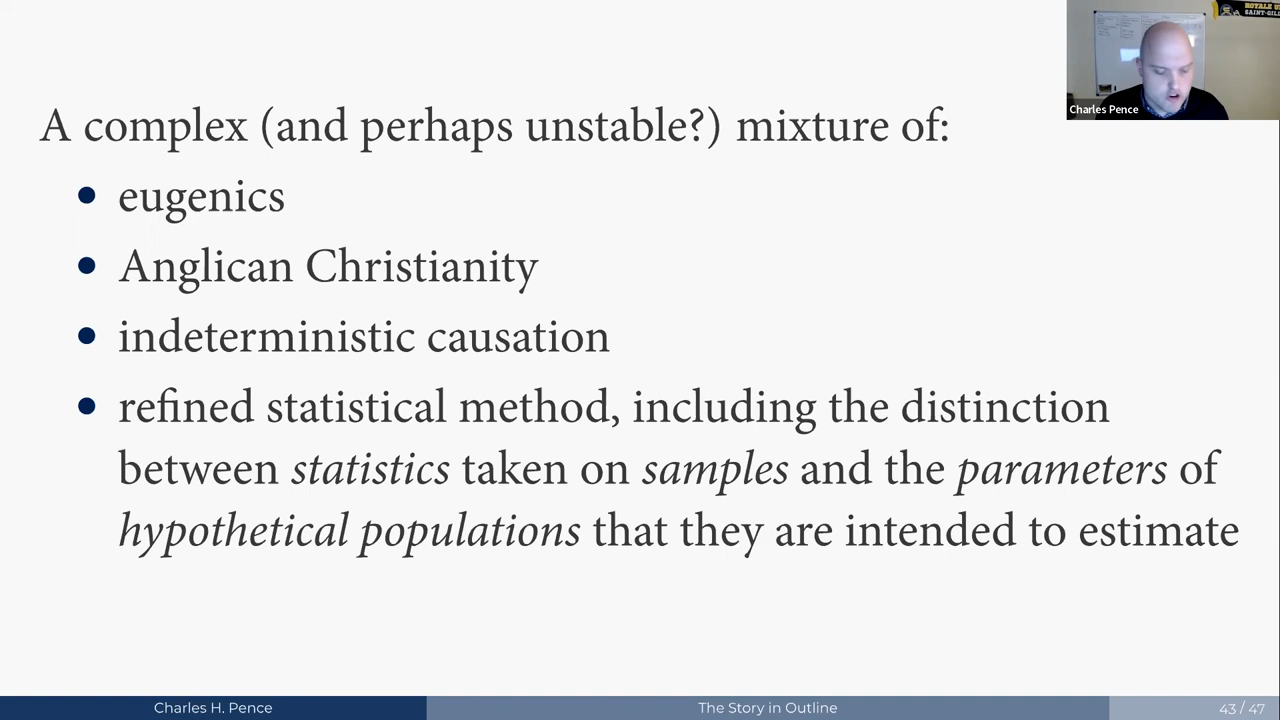 A complex (and perhaps unstable?) mixture of:
• eugenics
• Anglican Christianity
• indeterministic causation
• refined statistical method, including the distinction
between statistics taken on samples and the parameters of
hypothetical populations that they are intended to estimate
Charles Pence
Charles H. Pence
The Story in Outline
43 / 47